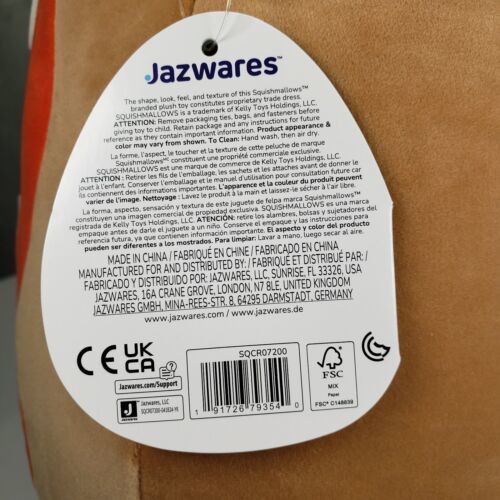 Jazwares™
The shape, look, feel, and texture of this Squishmallows™
branded plush toy constitutes proprietary trade dress.
SQUISHMALLOWS is a trademark of Kelly Toys Holdings, LLC.
ATTENTION: Remove packaging ties, bags, and fasteners before
giving toy to child. Retain package and any instructions for future
reference as they contain important information. Product appearance &
color may vary from shown. To Clean: Hand wash, then air dry.
La forme, l'aspect, le toucher et la texture de cette peluche de marque
Squishmallows™ constituent une propriété commerciale exclusive.
SQUISHMALLOWS est une marque de commerce de Kelly Toys Holdings, LLC.
ATTENTION : Retirer les fils de l'emballage, les sachets et les attaches avant de donner le
jouet à l'enfant. Conserver l'emballage et le manuel d'utilisation pour consultation future car
ils contiennent des informations importantes. L'apparence et la couleur du produit peuvent
varier de l'image. Nettoyage : Lavez le produit à la main et laissez-le sécher à l'air libre.
La forma, aspecto, sensación y textura de este juguete de felpa marca Squishmallows™
constituyen una imagen comercial de propiedad exclusiva. SQUISHMALLOWS es una marca
registrada de Kelly Toys Holdings, LLC. ATENCIÓN: retire los alambres, bolsas y sujetadores del
envase antes de darle el juguete a un niño. Conserve el empaque y las instrucciones para
referencia futura, ya que contienen información importante. El aspecto y color del producto
pueden ser diferentes a los mostrados. Para limpiar: Lavar a mano, luego secar al aire.
MADE IN CHINA / FABRIQUÉ EN CHINE / FABRICADO EN CHINA
MANUFACTURED FOR AND DISTRIBUTED BY: / FABRIQUÉ ET DISTRIBUÉ PAR: /
FABRICADO Y DISTRIBUIDO POR: JAZWARES, LLC, SUNRISE, FL 33326, USA
JAZWARES, 16A CRANE GROVE, LONDON, N7 8LE, UNITED KINGDOM
JAZWARES GMBH, MINA-REES-STR. 8, 64295 DARMSTADT, GERMANY
www.jazwares.com / www.jazwares.de
CE UK
CA
Jazwares.com/Support
Jazwares, LLC
SQCR07200
1 91726 79354 0
FSC
MIX
Paper
FSC® C148639